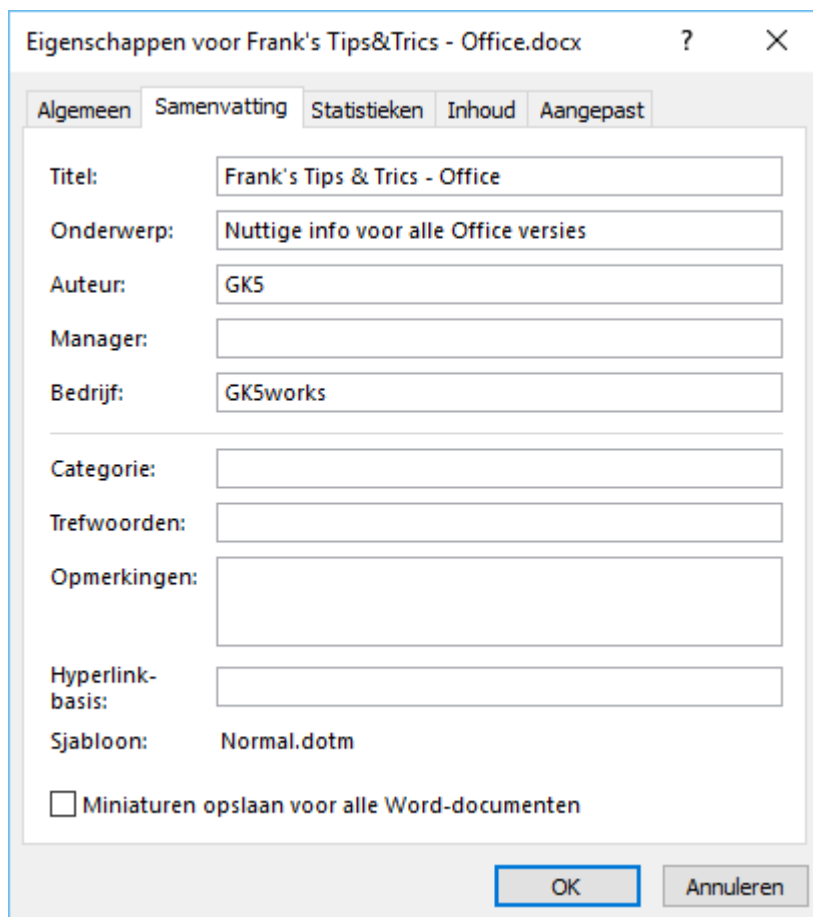 Eigenschappen voor Frank's Tips&Trics - Office.docx ?
Algemeen Samenvatting Statistieken Inhoud Aangepast
Titel: Frank's Tips & Trics - Office
Onderwerp: Nuttige info voor alle Office versies
Auteur: GK5
Manager:
Bedrijf: GK5works
Categorie:
Trefwoorden:
Opmerkingen:
Hyperlink-
basis:
Sjabloon: Normal.dotm
Miniaturen opslaan voor alle Word-documenten
OK Annuleren